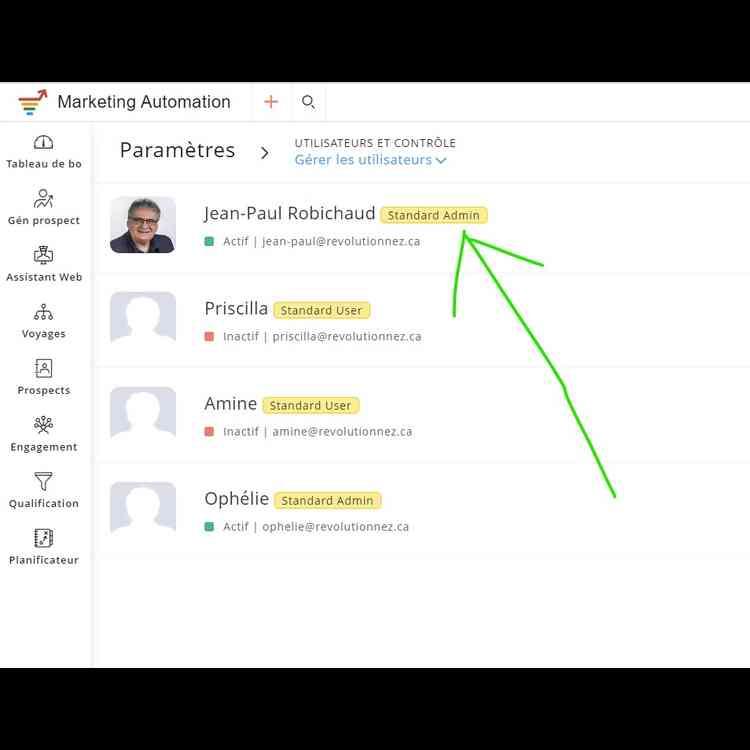 Marketing Automation
Paramètres
UTILISATEURS ET CONTRÔLE
Gérer les utilisateurs
Tableau de bo
Gén prospect
Assistant Web
Voyages
Prospects
Engagement
Qualification
Planificateur
Jean-Paul Robichaud Standard Admin
Actif | jean-paul@revolutionnez.ca
Priscilla Standard User
Inactif | priscilla@revolutionnez.ca
Amine Standard User
Inactif | amine@revolutionnez.ca
Ophélie Standard Admin
Actif | ophelie@revolutionnez.ca